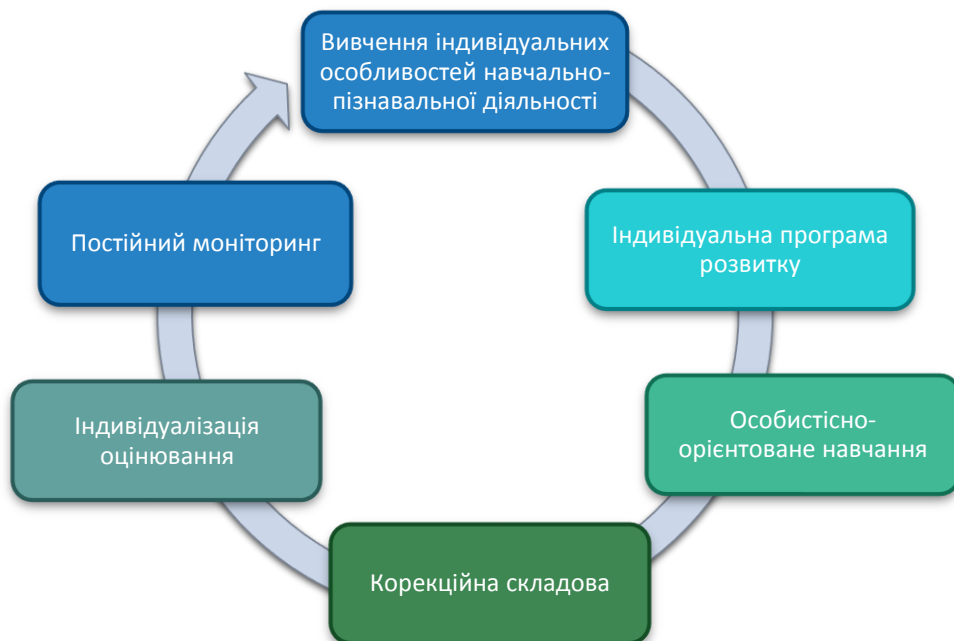 Вивчення індивідуальних
особливостей навчально-
пізнавальної діяльності
Індивідуальна програма
розвитку
Особистісно-
орієнтоване навчання
Корекційна складова
Індивідуалізація
оцінювання
Постійний моніторинг